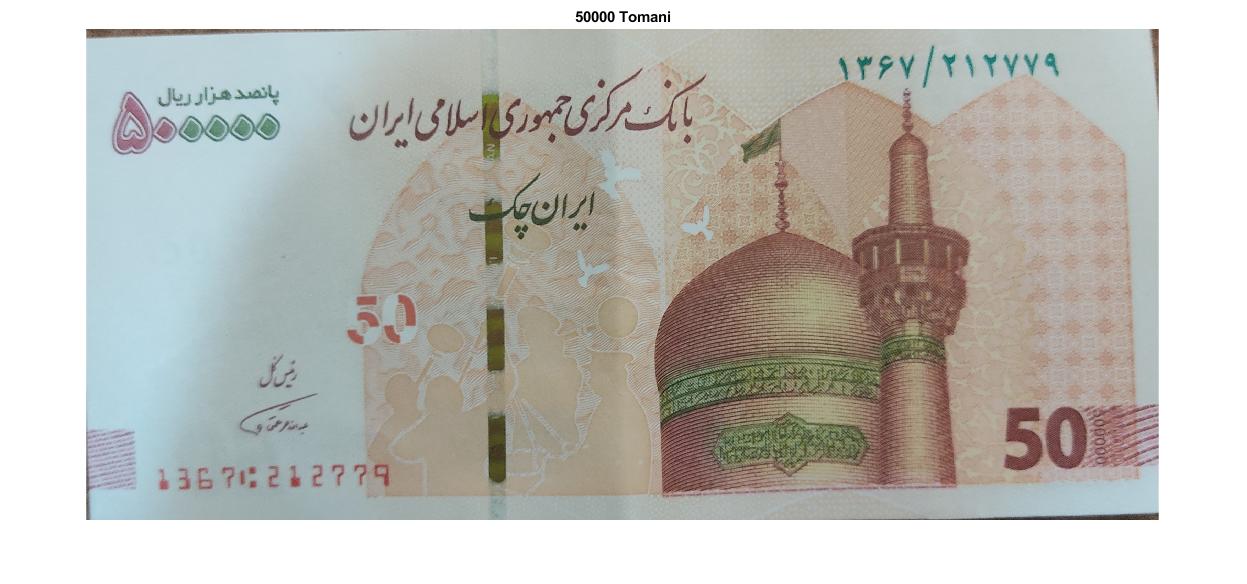 50000 Tomani
۱۳۶۷/۲۱۲۷۷۹
پانصد هزار ریال
۵۰۰۰۰۰
بانک مرکزی جمهوری اسلامی ایران
ایران چک
50
رئیس کل
50
1367 212779